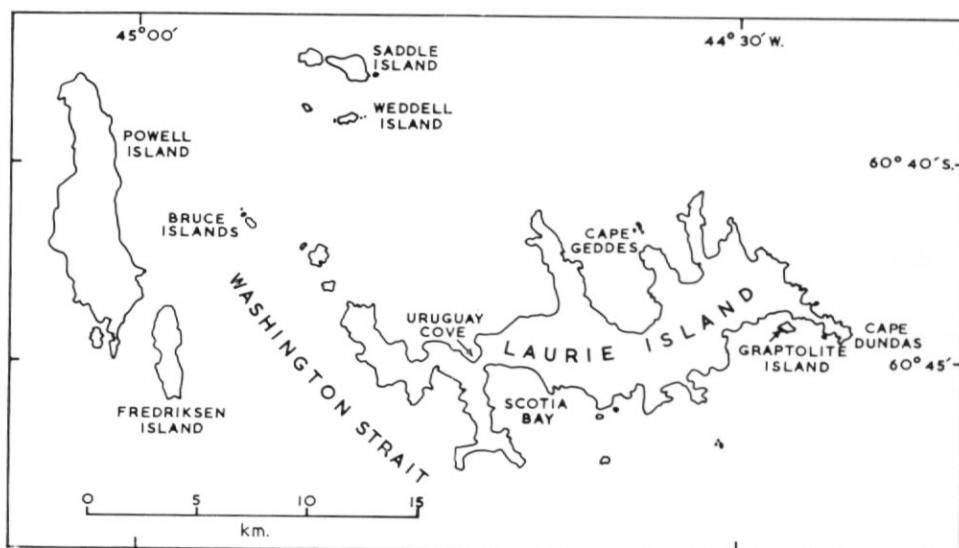 45°00′
44°30′W.
SADDLE
ISLAND
WEDDELL
ISLAND
POWELL
ISLAND
60°40′S.
BRUCE
ISLANDS
CAPE
GEDDES
WASHINGTON STRAIT
URUGUAY
COVE
LAURIE ISLAND
CAPE
DUNDAS
GRAPTOLITE
ISLAND
60°45′
SCOTIA
BAY
FREDRIKSEN
ISLAND
0 5 10 15
km.